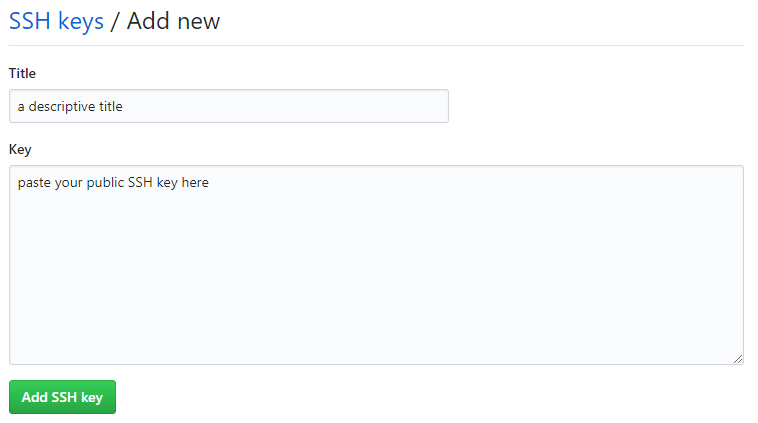 SSH keys / Add new
Title
a descriptive title
Key
paste your public SSH key here
Add SSH key